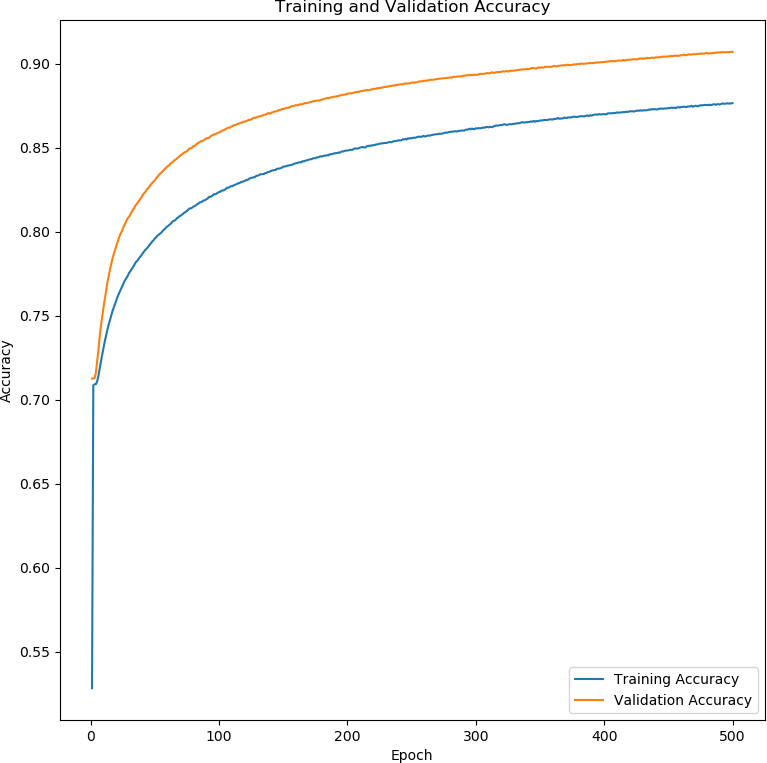 Training and Validation Accuracy
0.90
0.85
0.80
0.75
0.70
0.65
0.60
0.55
Accuracy
0 100 200 300 400 500
Epoch
Training Accuracy
Validation Accuracy